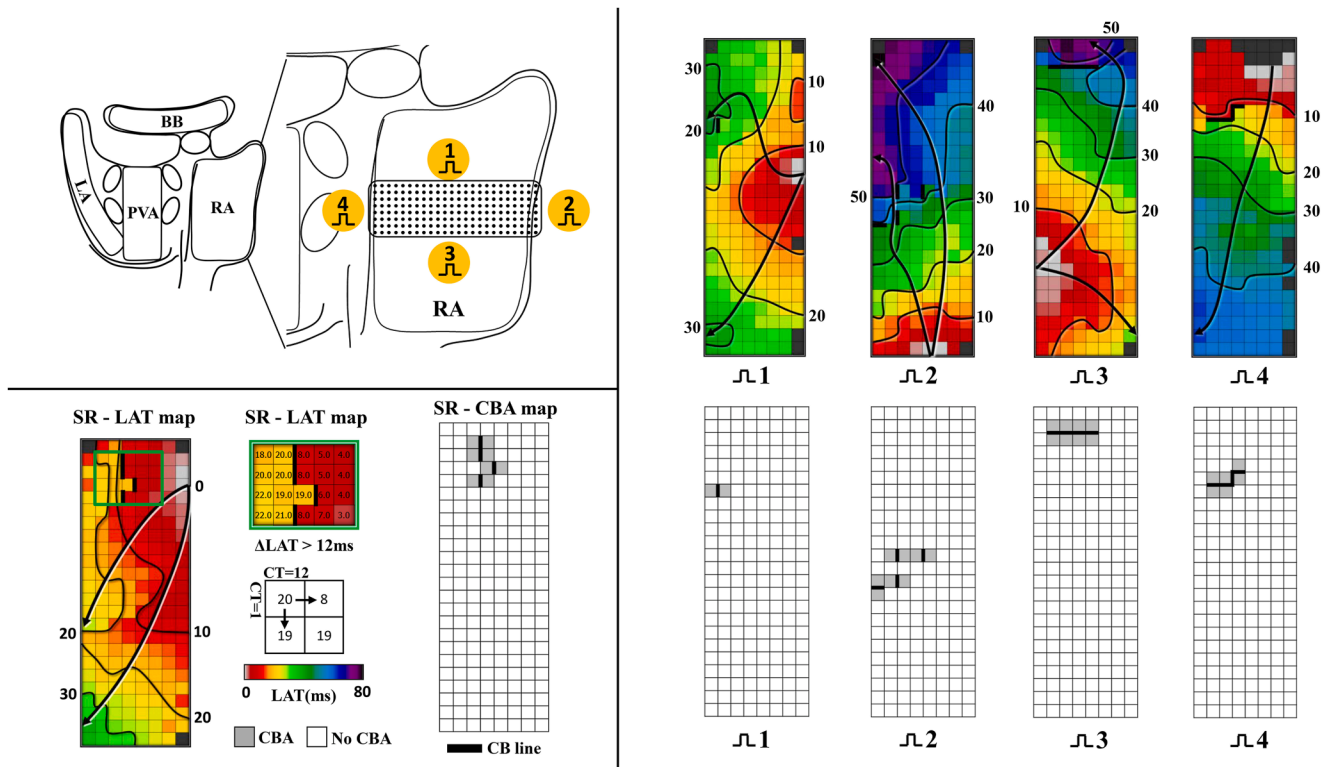 BB
LA
PVA
RA
1
4
2
3
RA
SR - LAT map
0
20
10
30
20
SR - LAT map
18.0 20.0 8.0 5.0 4.0
20.0 20.0 8.0 5.0 4.0
22.0 19.0 19.0 6.0 4.0
22.0 21.0 8.0 7.0 3.0
ΔLAT > 12ms
CT=12
CT=1
20 8
19 19
0 80
LAT(ms)
CBA No CBA
SR - CBA map
CB line
30
10
20
10
20
30
1
40
50
30
20
10
2
50
40
30
10
20
3
10
20
30
40
4
1
2
3
4